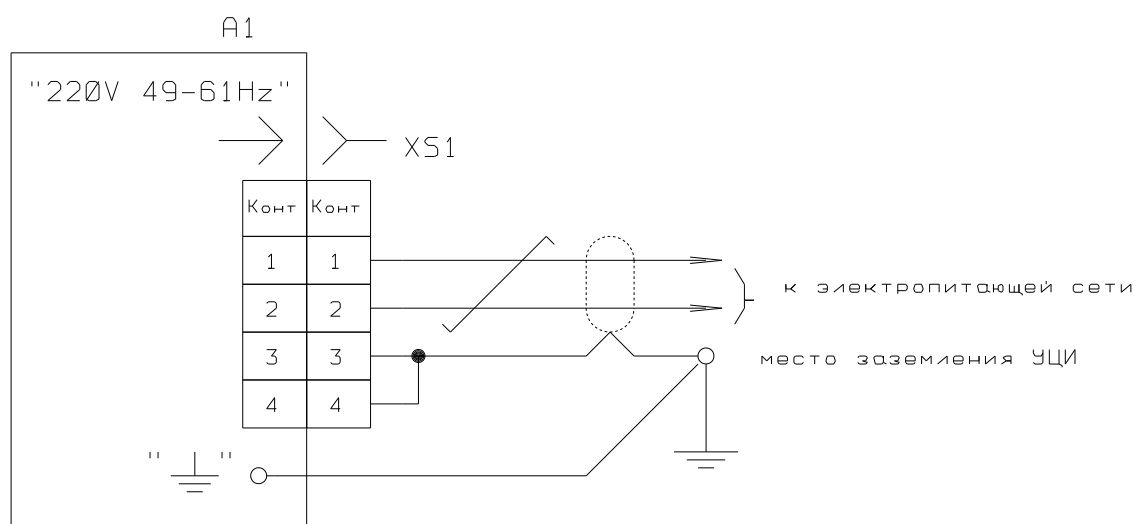 A1
"220V 49-61Hz"
XS1
Конт Конт
1 1
к электропитающей сети
2 2
3 3
место заземления УЦИ
4 4
" "